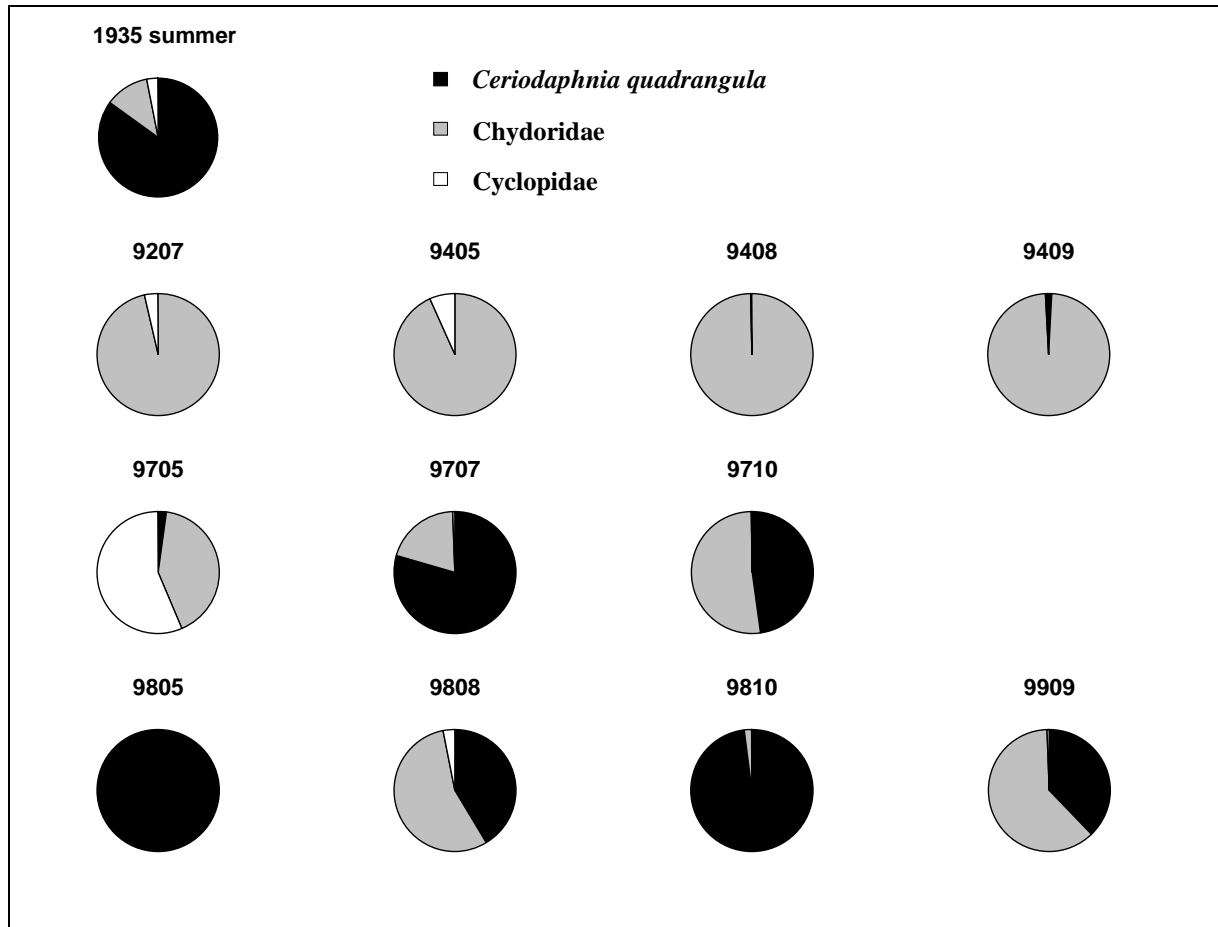 1935 summer
Ceriodaphnia quadrangula
Chydoridae
Cyclopidae
9207 9405 9408 9409
9705 9707 9710
9805 9808 9810 9909